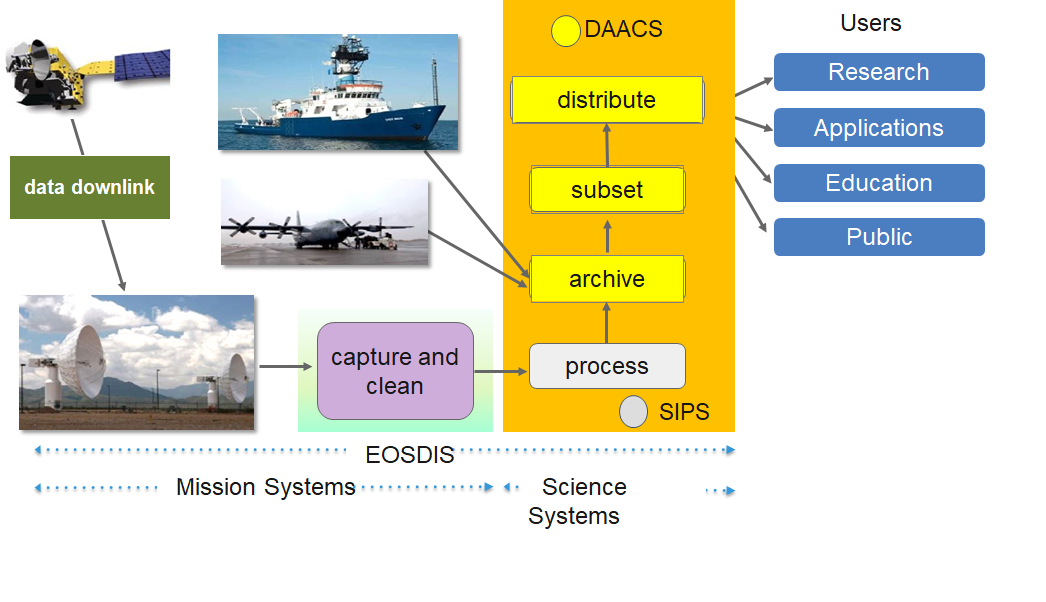 DAACS
Users
distribute
Research
Applications
data downlink
subset
Education
Public
archive
capture and
clean
process
SIPS
EOSDIS
Mission Systems
Science
Systems